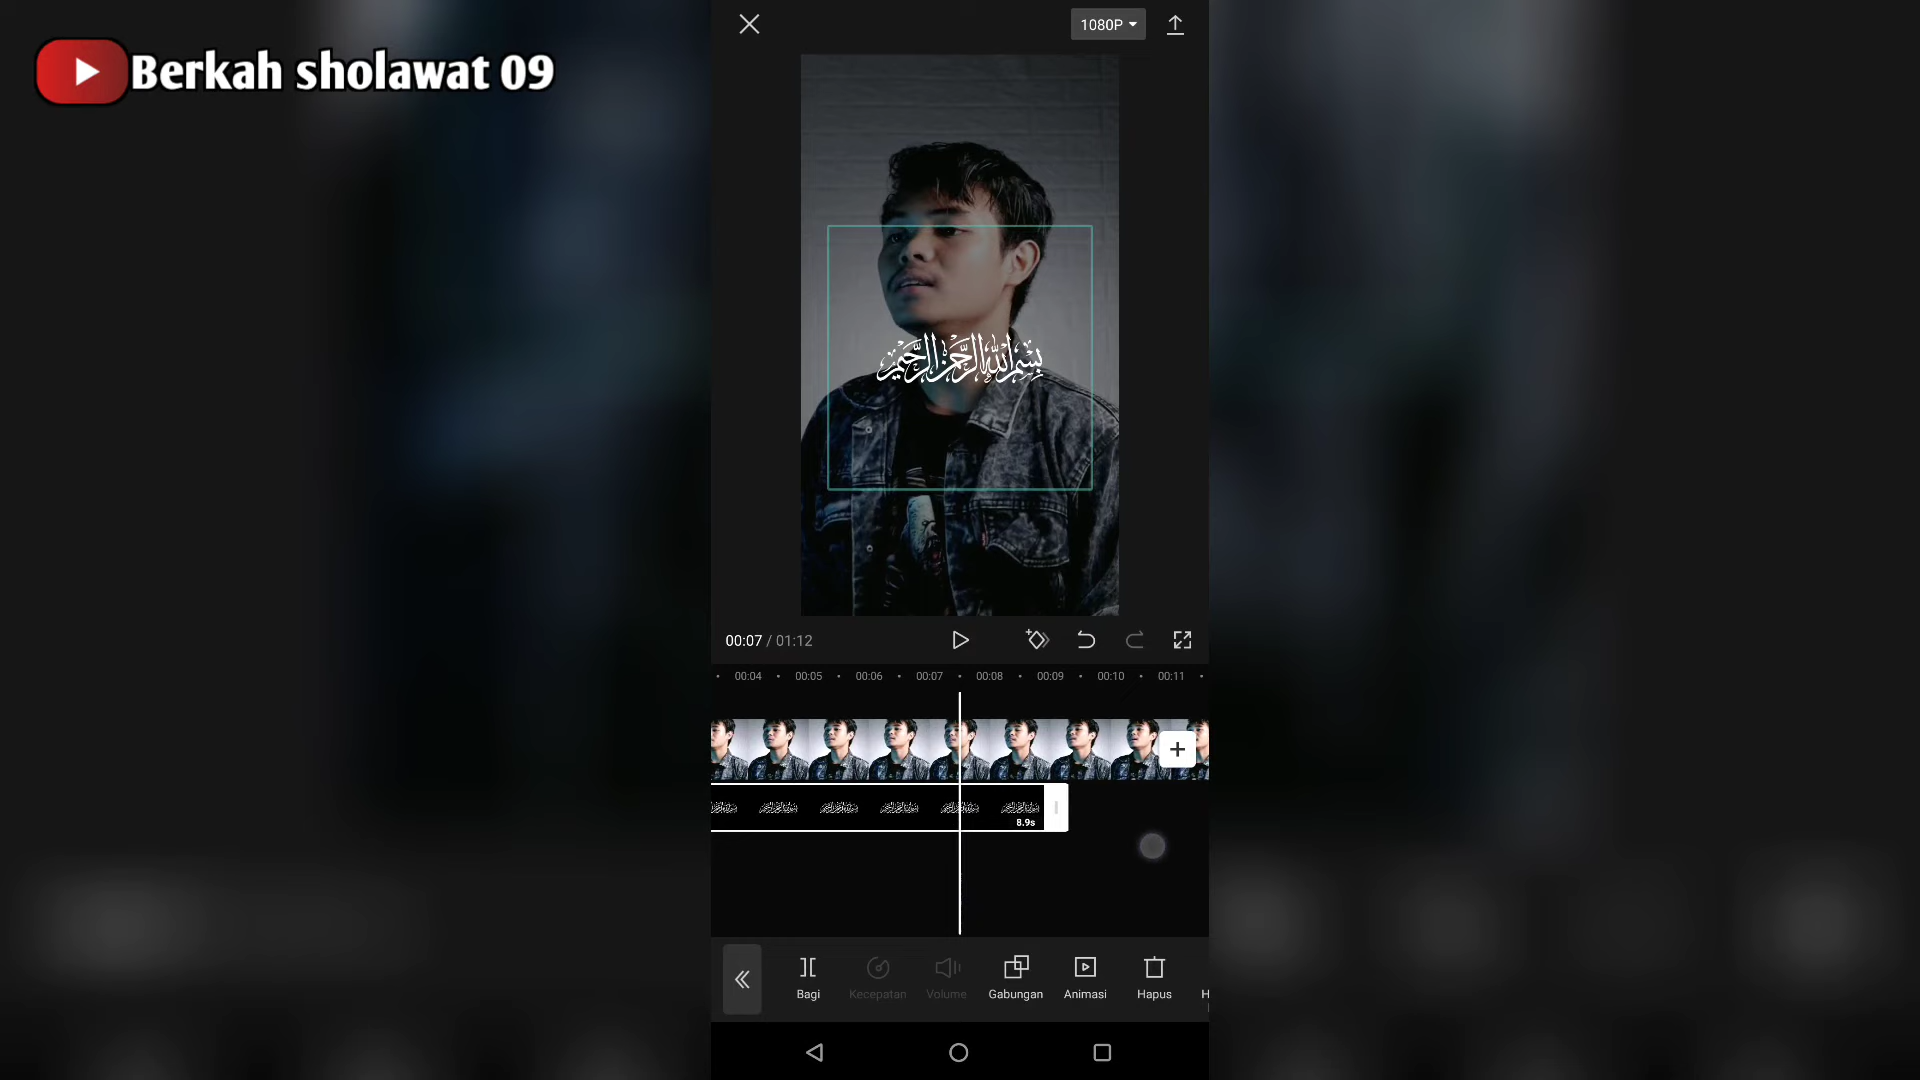 Berkah sholawat 09
1080P
بِسْمِ اللَّهِ الرَّحْمَٰنِ الرَّحِيمِ
00:07 / 01:12
00:04 00:05 00:06 00:07 00:08 00:09 00:10 00:11
8.9s
Bagi Kecepatan Volume Gabungan Animasi Hapus